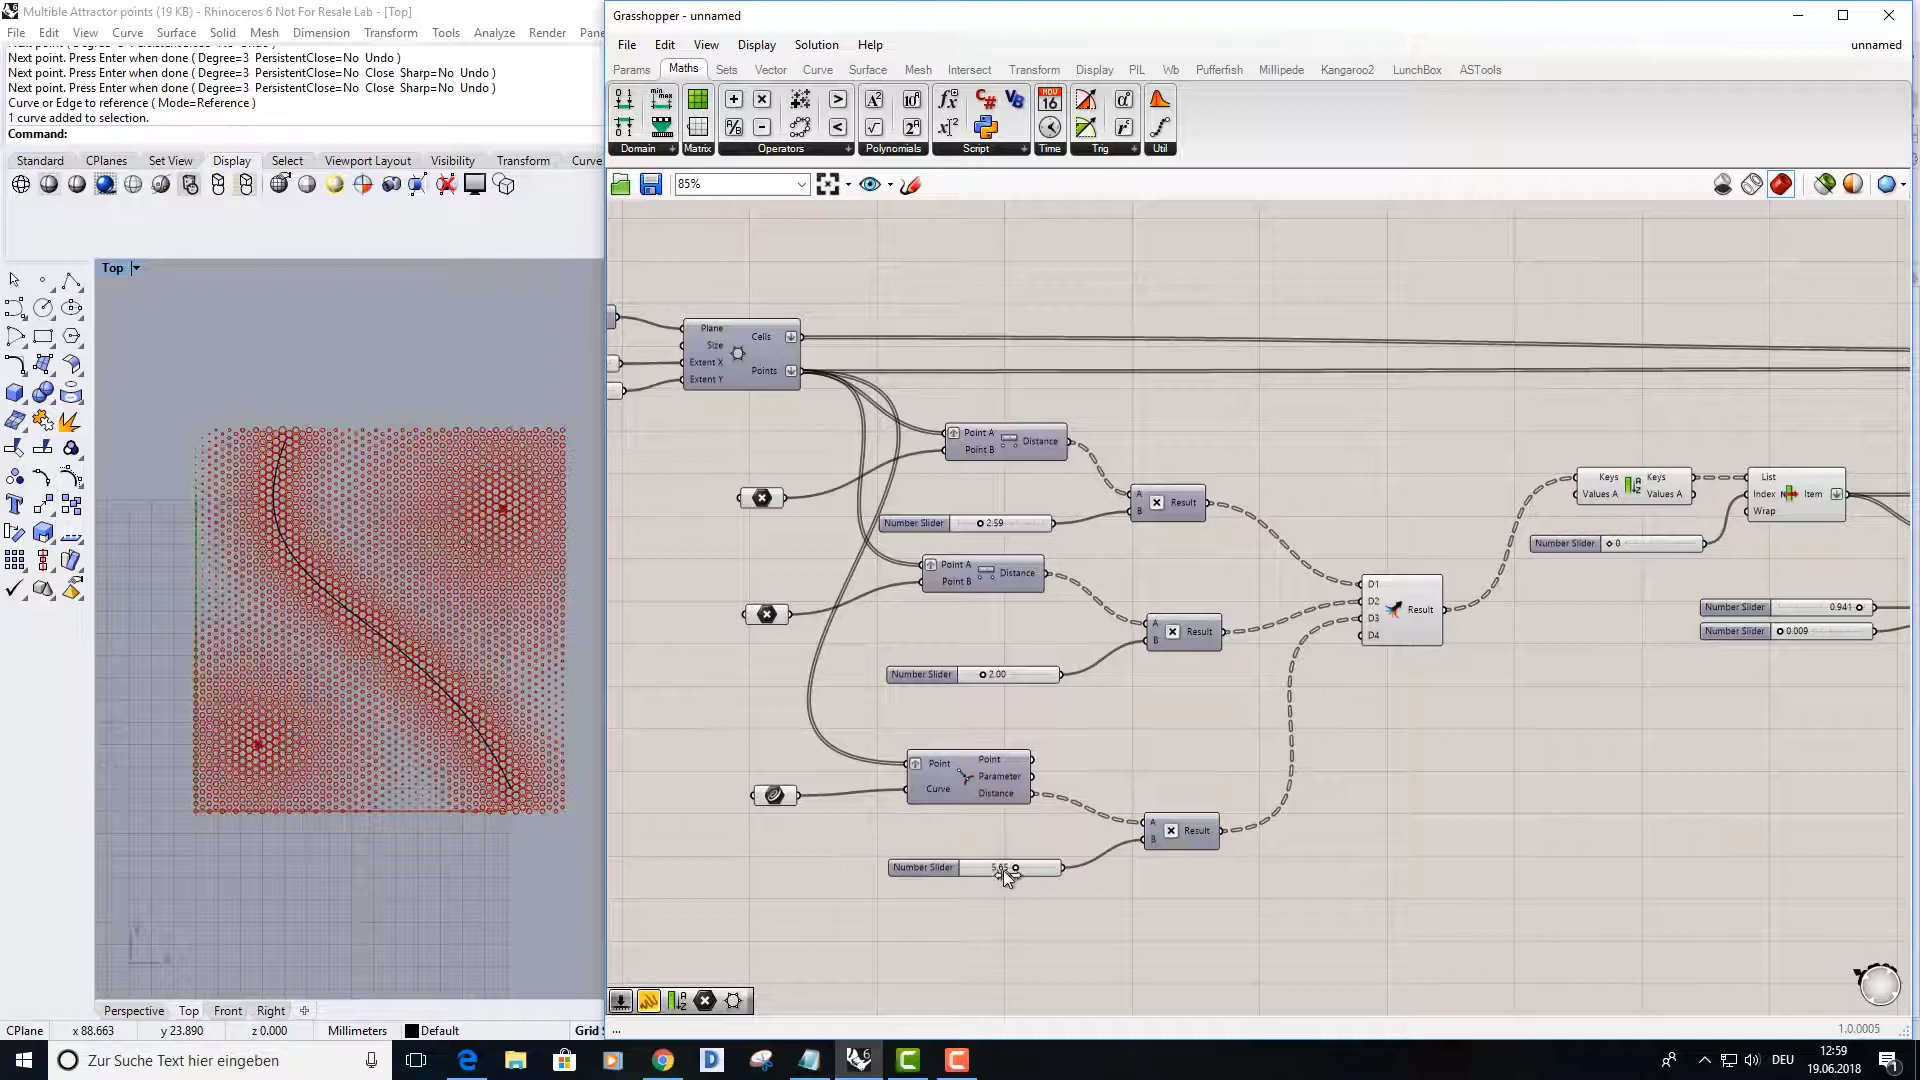 Multible Attractor points (19 KB) - Rhinoceros 6 Not For Resale Lab - [Top]
File Edit View Curve Surface Solid Mesh Dimension Transform Tools Analyze Render Pane
Next point. Press Enter when done ( Degree=3 PersistentClose=No Undo )
Next point. Press Enter when done ( Degree=3 PersistentClose=No Close Sharp=No Undo )
Next point. Press Enter when done ( Degree=3 PersistentClose=No Close Sharp=No Undo )
Curve or Edge to reference ( Mode=Reference )
1 curve added to selection.
Command:
Standard CPlanes Set View Display Select Viewport Layout Visibility Transform Curve
Top
Perspective Top Front Right
CPlane x 88.663 y 23.890 z 0.000 Millimeters Default Grid S
Grasshopper - unnamed
File Edit View Display Solution Help unnamed
Params Maths Sets Vector Curve Surface Mesh Intersect Transform Display PIL Wb Pufferfish Millipede Kangaroo2 LunchBox ASTools
Domain Matrix Operators Polynomials Script Time Trig Util
85%
Plane
Size
Extent X
Extent Y
Cells
Points
Point A
Point B
Distance
A
B
Result
Number Slider 2.59
Point A
Point B
Distance
A
B
Result
Number Slider 2.00
Point
Curve
Point
Parameter
Distance
A
B
Result
Number Slider 5.65
D1
D2
D3
D4
Result
Keys
Values A
Keys
Values A
List
Index
Wrap
Item
Number Slider 0
Number Slider 0.941
Number Slider 0.009
...
1.0.0005
Zur Suche Text hier eingeben
DEU
12:59
19.06.2018